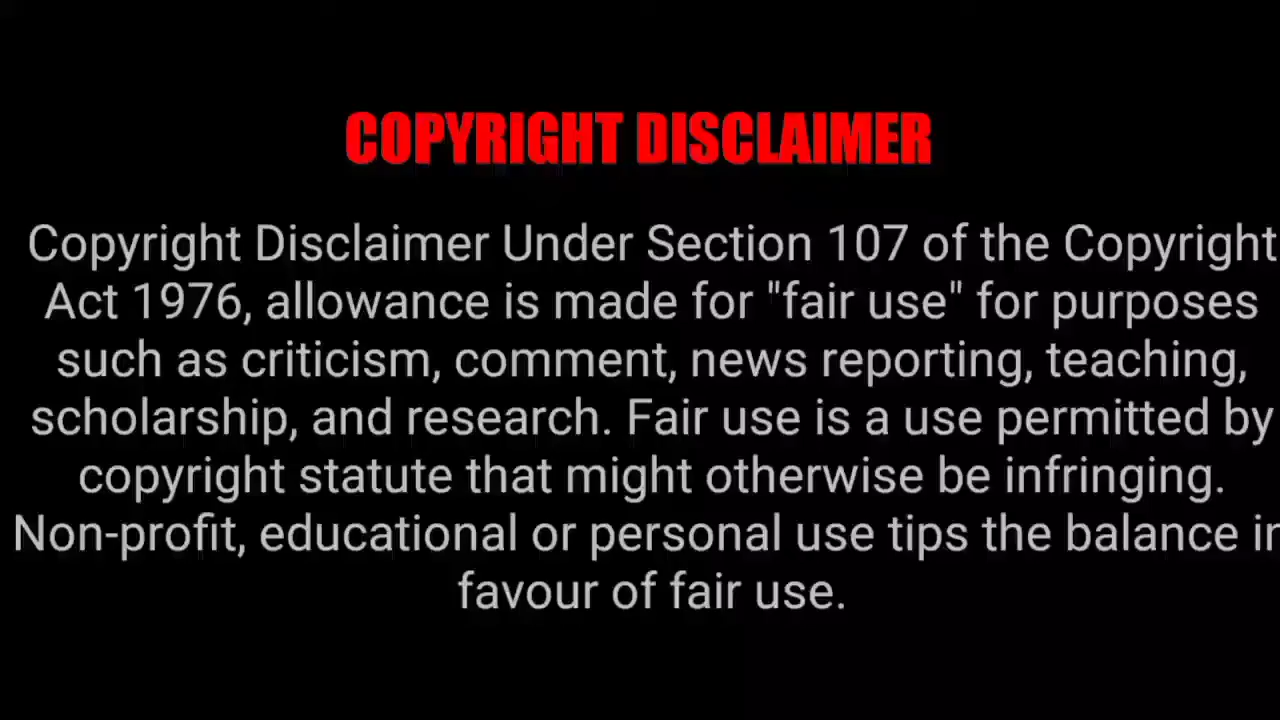 COPYRIGHT DISCLAIMER
Copyright Disclaimer Under Section 107 of the Copyright
Act 1976, allowance is made for "fair use" for purposes
such as criticism, comment, news reporting, teaching,
scholarship, and research. Fair use is a use permitted by
copyright statute that might otherwise be infringing.
Non-profit, educational or personal use tips the balance in
favour of fair use.